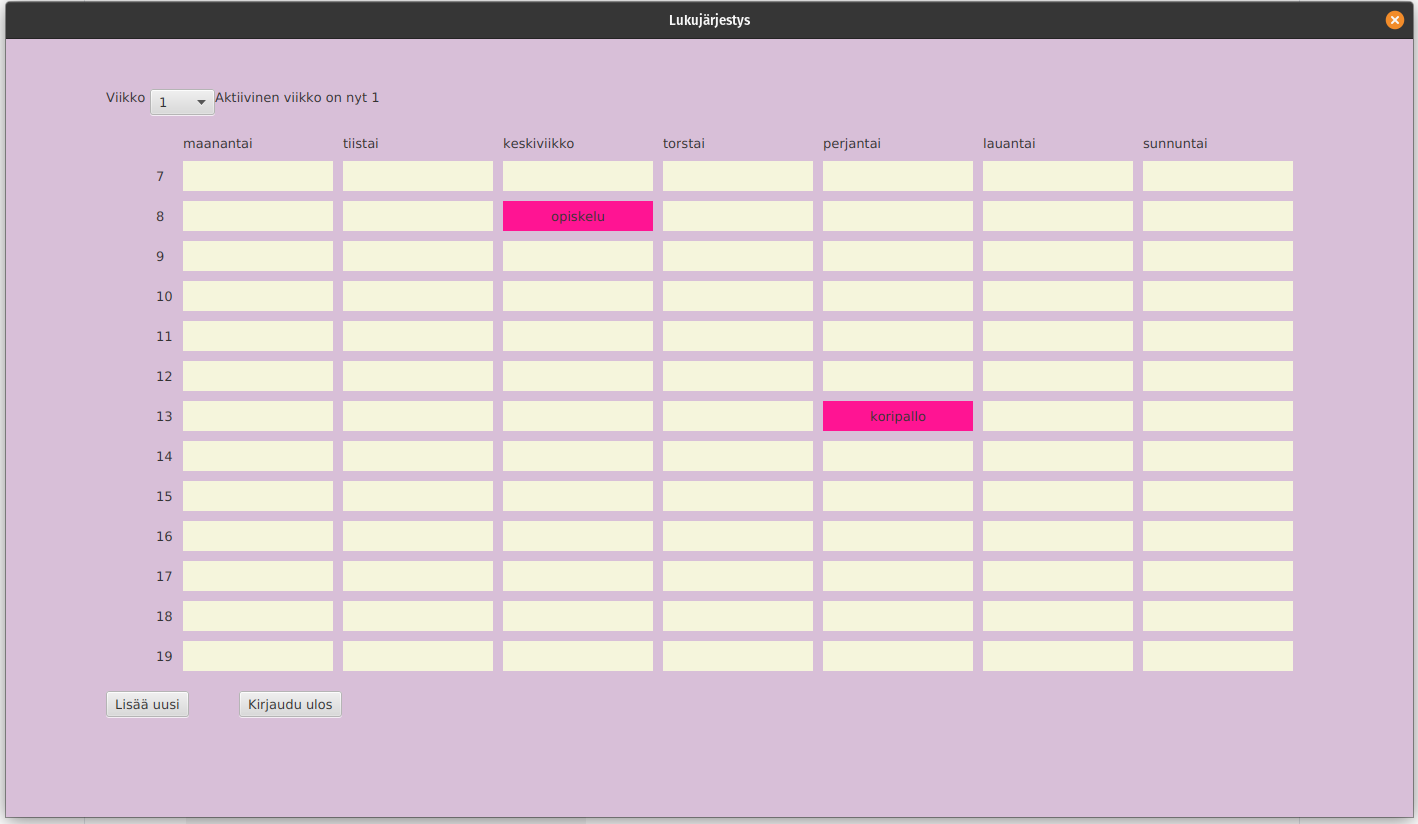 Lukujärjestys
Viikko 1 Aktiivinen viikko on nyt 1
maanantai tiistai keskiviikko torstai perjantai lauantai sunnuntai
7
8 opiskelu
9
10
11
12
13 koripallo
14
15
16
17
18
19
Lisää uusi Kirjaudu ulos